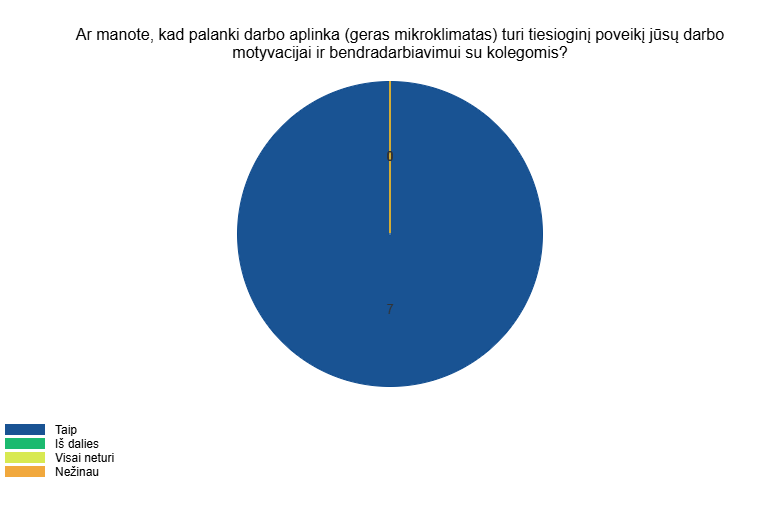 Ar manote, kad palanki darbo aplinka (geras mikroklimatas) turi tiesioginį poveikį jūsų darbo
motyvacijai ir bendradarbiavimui su kolegomis?
0
7
Taip
Iš dalies
Visai neturi
Nežinau